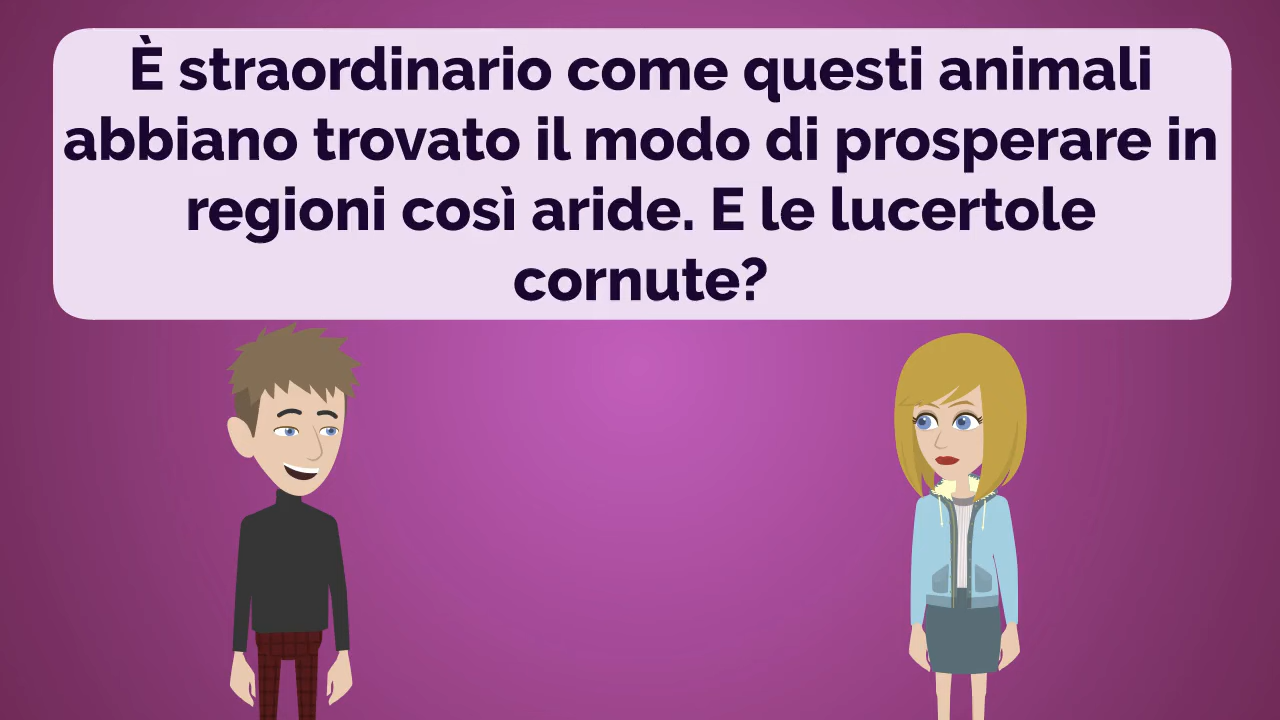 È straordinario come questi animali
abbiano trovato il modo di prosperare in
regioni così aride. E le lucertole
cornute?